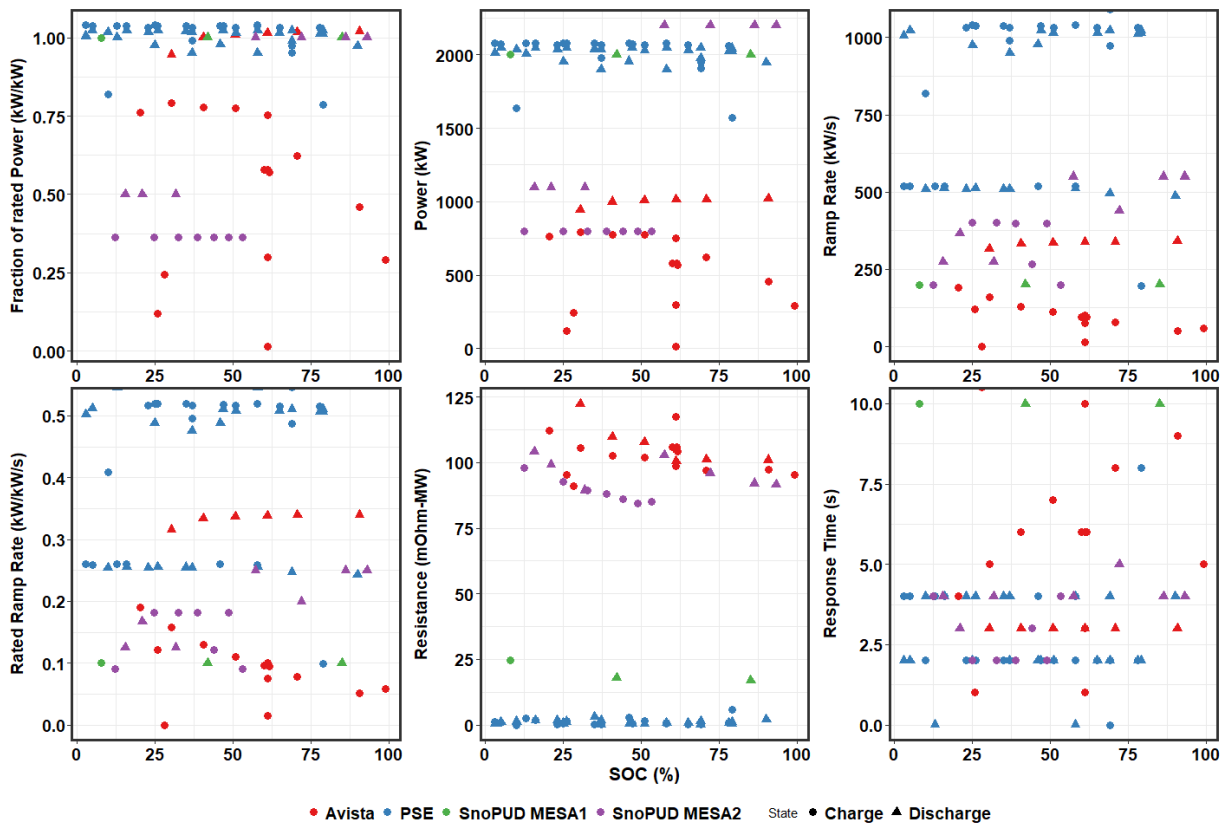 Fraction of rated Power (kW/kW)
1.00
0.75
0.50
0.25
0.00
0 25 50 75 100
Power (kW)
2000
1500
1000
500
0
0 25 50 75 100
Ramp Rate (kW/s)
1000
750
500
250
0
0 25 50 75 100
Rated Ramp Rate (kW/kW/s)
0.5
0.4
0.3
0.2
0.1
0.0
0 25 50 75 100
Resistance (mOhm-MW)
125
100
75
50
25
0
0 25 50 75 100
Response Time (s)
10.0
7.5
5.0
2.5
0.0
0 25 50 75 100
SOC (%)
Avista PSE SnoPUD MESA1 SnoPUD MESA2 State Charge Discharge